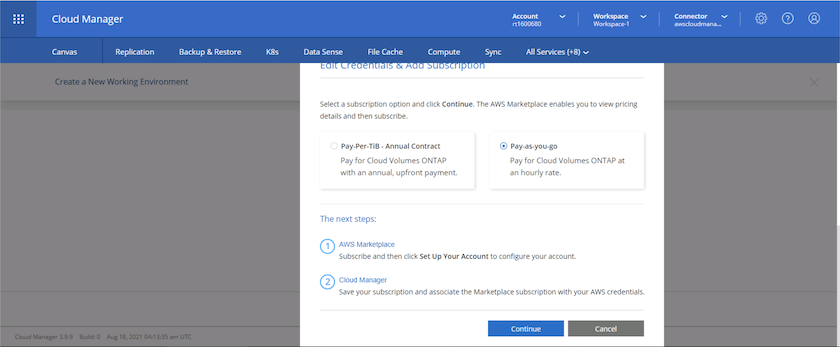 Cloud Manager
Account
rt1600680
Workspace
Workspace-1
Connector
awscloudmana...
Canvas
Replication
Backup & Restore
K8s
Data Sense
File Cache
Compute
Sync
All Services (+8)
Create a New Working Environment
Edit Credentials & Add Subscription
Select a subscription option and click Continue. The AWS Marketplace enables you to view pricing
details and then subscribe.
Pay-Per-TiB - Annual Contract
Pay for Cloud Volumes ONTAP
with an annual, upfront payment.
Pay-as-you-go
Pay for Cloud Volumes ONTAP at
an hourly rate.
The next steps:
1
AWS Marketplace
Subscribe and then click Set Up Your Account to configure your account.
2
Cloud Manager
Save your subscription and associate the Marketplace subscription with your AWS credentials.
Continue
Cancel
Cloud Manager 3.9.9 Build: 0 Aug 18, 2021 04:13:35 am UTC